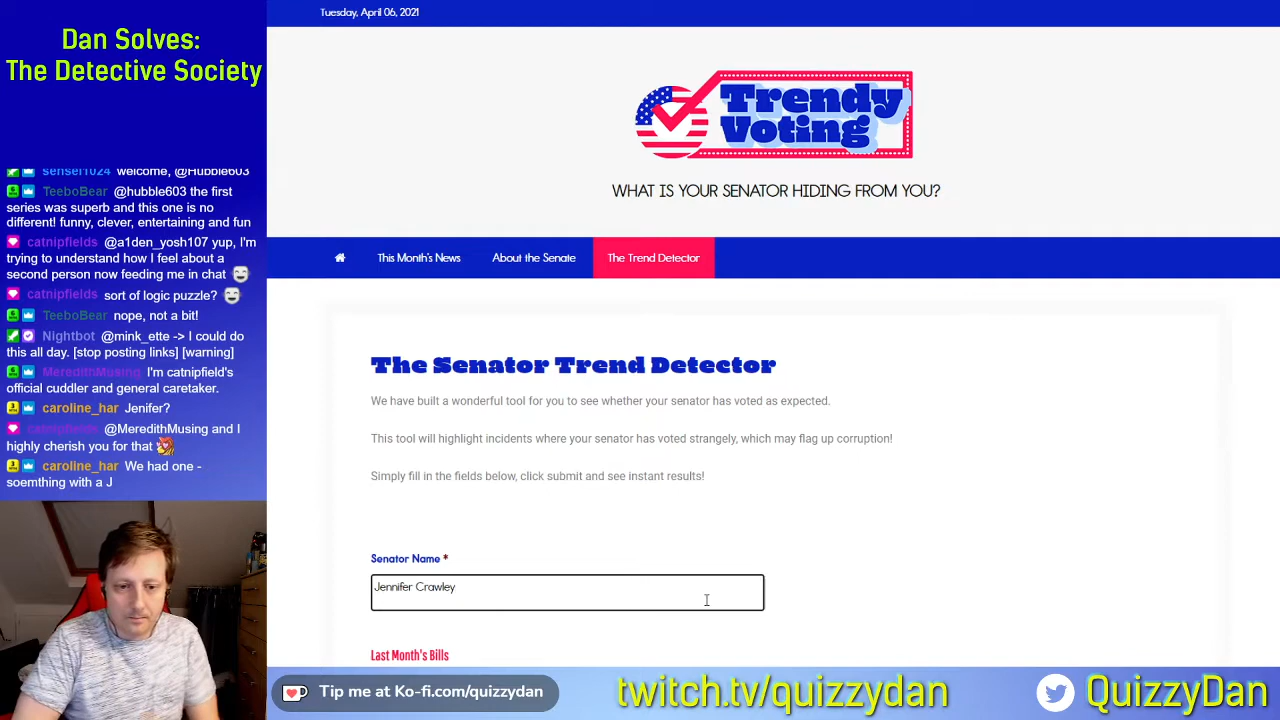 Dan Solves:
The Detective Society
sensei1024 welcome, @Hubble603
TeeboBear @hubble603 the first
series was superb and this one is no
different! funny, clever, entertaining and fun
catnipfields @a1den_yosh107 yup, I'm
trying to understand how I feel about a
second person now feeding me in chat
catnipfields sort of logic puzzle?
TeeboBear nope, not a bit!
Nightbot @mink_ette -> I could do
this all day. [stop posting links] [warning]
MeredithMusing I'm catnipfield's
official cuddler and general caretaker.
caroline_har Jenifer?
catnipfields @MeredithMusing and I
highly cherish you for that
caroline_har We had one -
soemthing with a J
Tuesday, April 06, 2021
Trendy
Voting
WHAT IS YOUR SENATOR HIDING FROM YOU?
This Month's News About the Senate The Trend Detector
The Senator Trend Detector
We have built a wonderful tool for you to see whether your senator has voted as expected.
This tool will highlight incidents where your senator has voted strangely, which may flag up corruption!
Simply fill in the fields below, click submit and see instant results!
Senator Name *
Jennifer Crawley
Last Month's Bills
Tip me at Ko-fi.com/quizzydan
twitch.tv/quizzydan
QuizzyDan